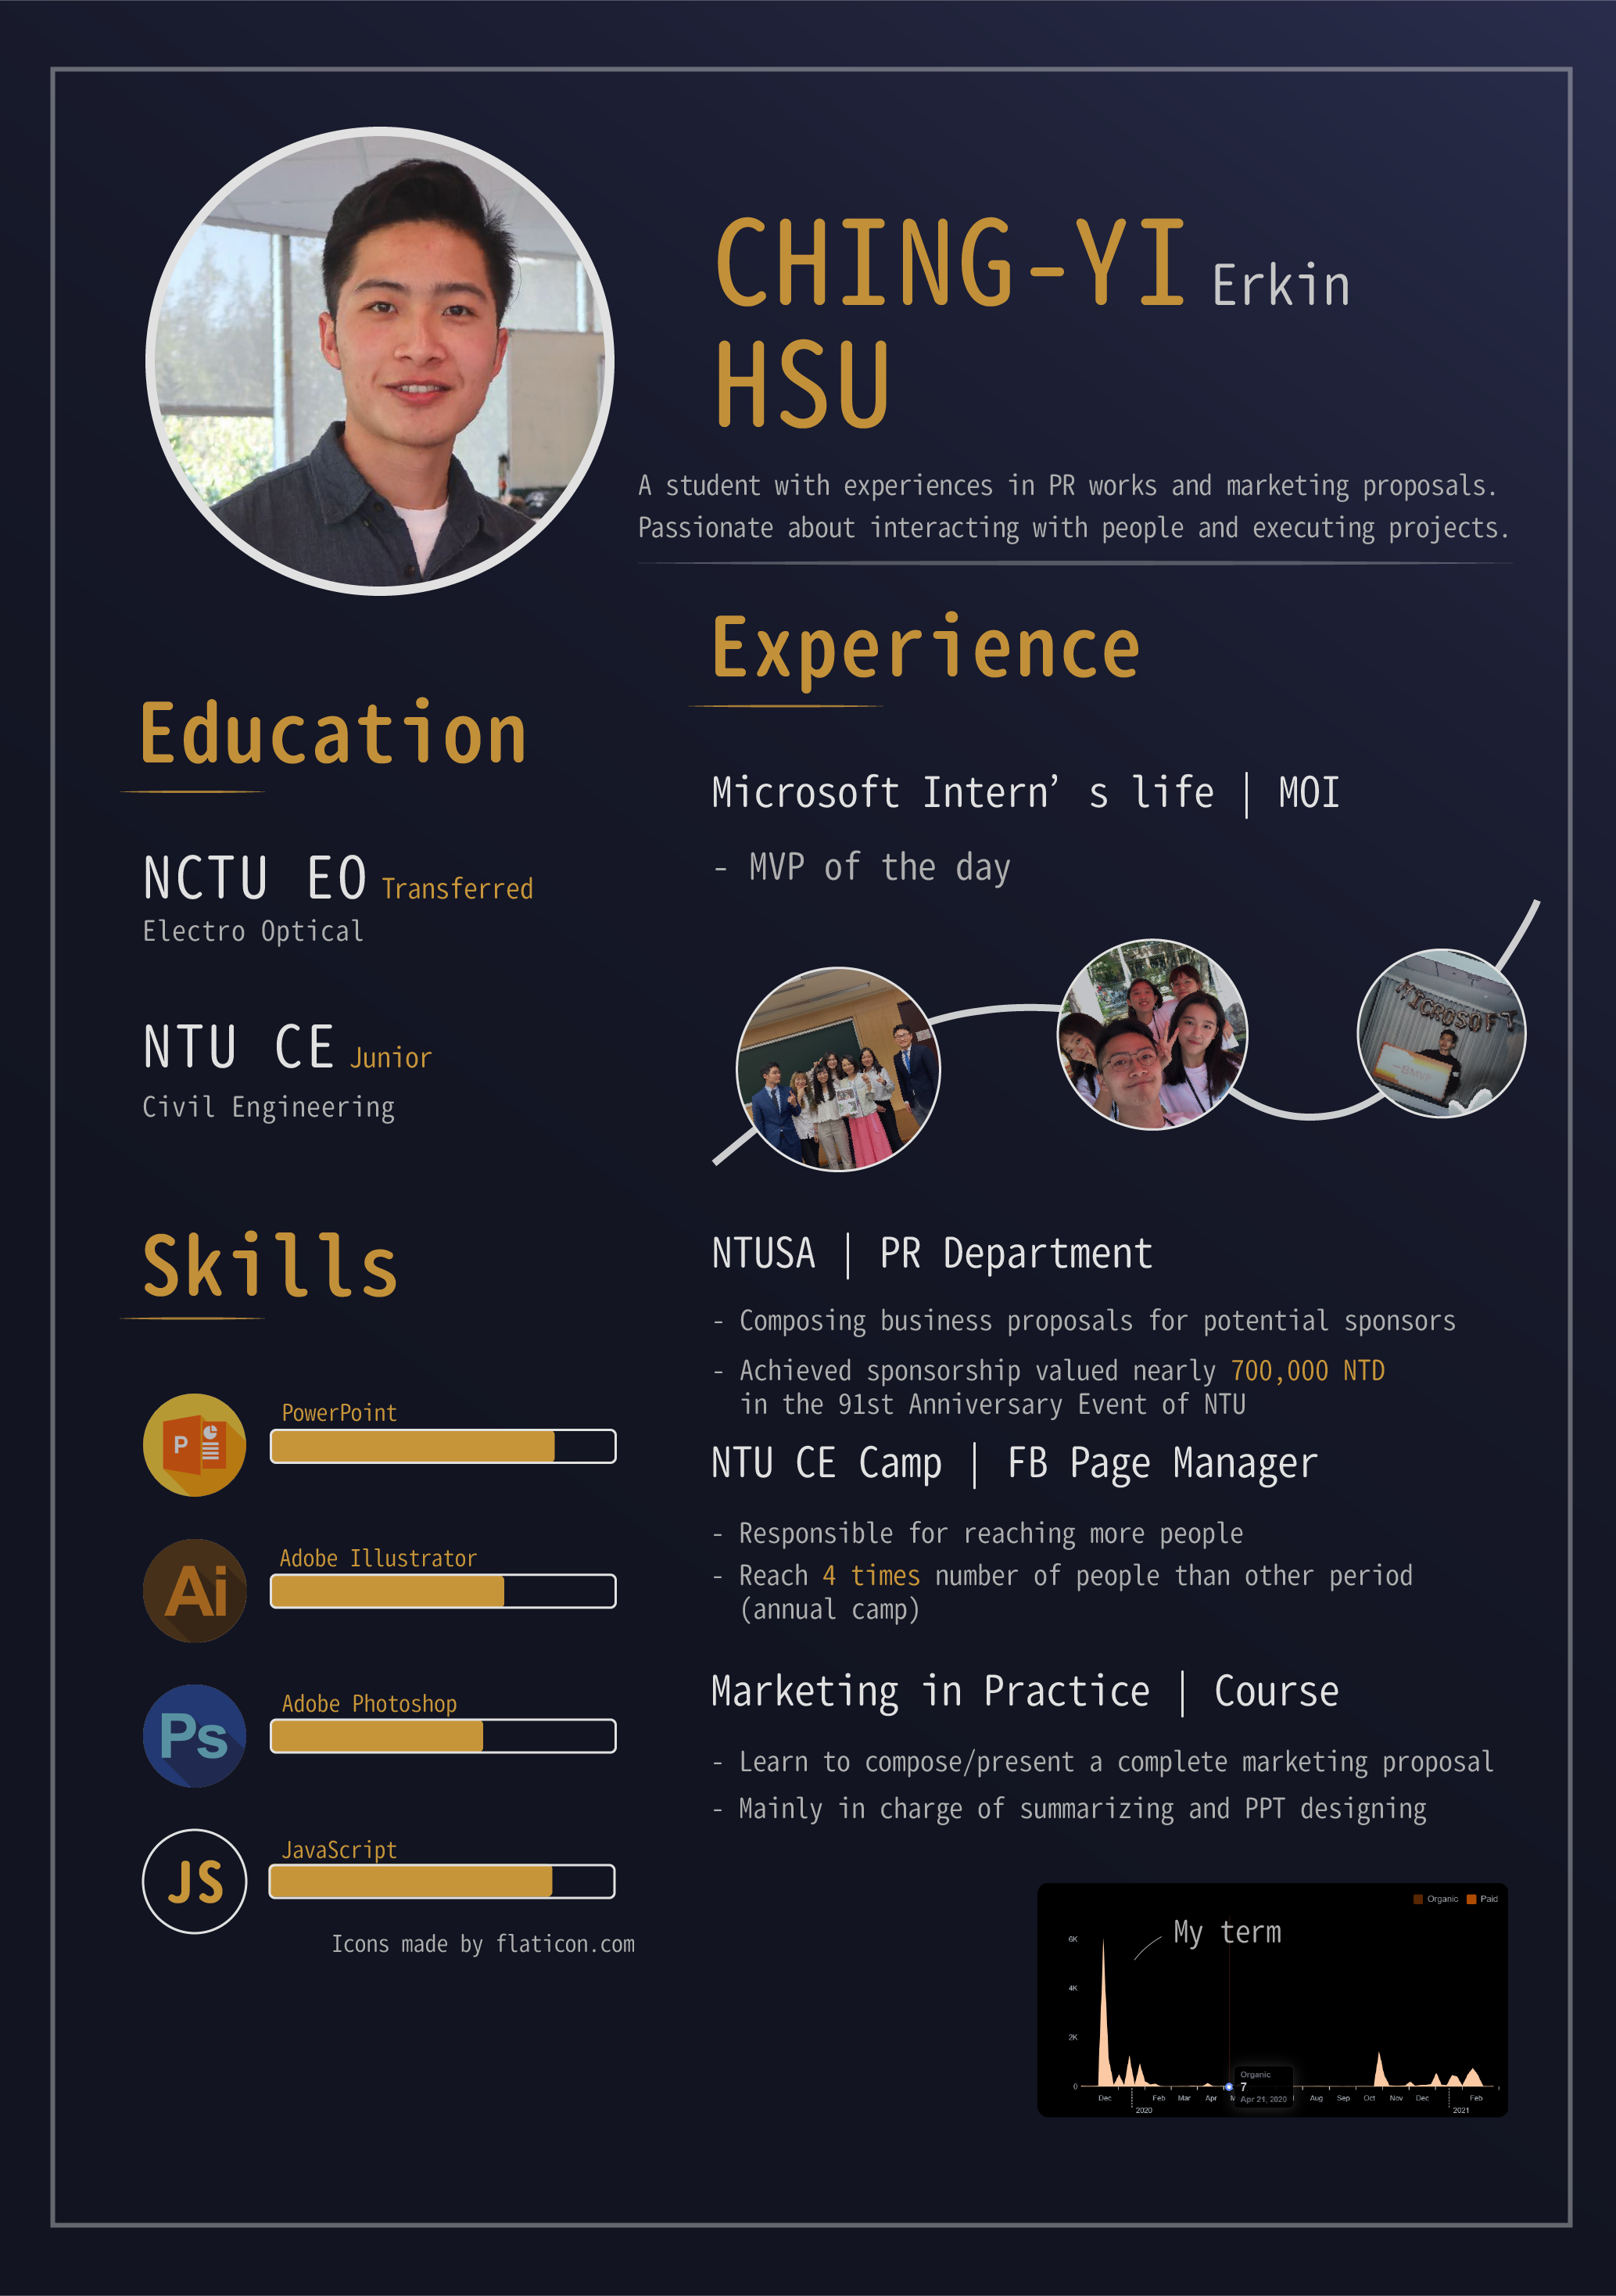 CHING-YI Erkin
HSU
A student with experiences in PR works and marketing proposals.
Passionate about interacting with people and executing projects.
Education
NCTU EO Transferred
Electro Optical
NTU CE Junior
Civil Engineering
Skills
P
PowerPoint
Ai
Adobe Illustrator
Ps
Adobe Photoshop
JS
JavaScript
Icons made by flaticon.com
Experience
Microsoft Intern’ s life | MOI
- MVP of the day
MICROSOFT
NTUSA | PR Department
- Composing business proposals for potential sponsors
- Achieved sponsorship valued nearly 700,000 NTD
in the 91st Anniversary Event of NTU
NTU CE Camp | FB Page Manager
- Responsible for reaching more people
- Reach 4 times number of people than other period
(annual camp)
Marketing in Practice | Course
- Learn to compose/present a complete marketing proposal
- Mainly in charge of summarizing and PPT designing
Organic Paid
My term
6K
4K
2K
0
Organic
7
Apr 21, 2020
Dec Feb Mar Apr Aug Sep Oct Nov Dec Feb
2020 2021